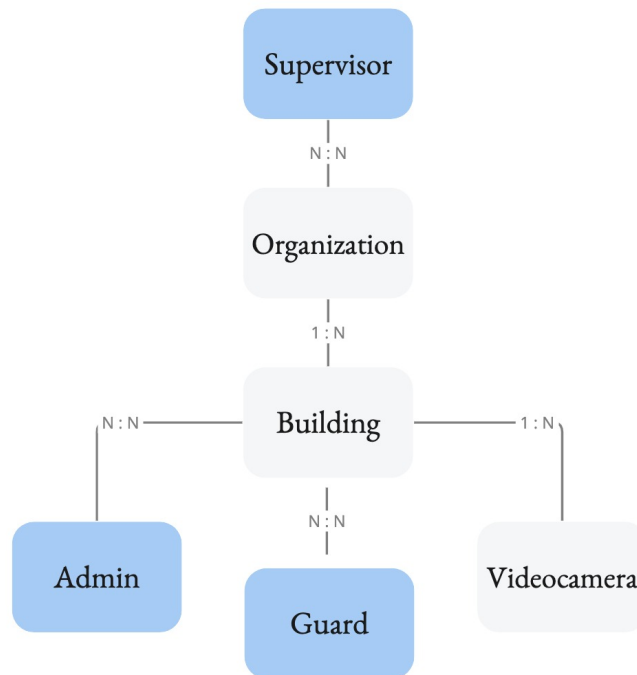 Supervisor
N : N
Organization
1 : N
Building
N : N
1 : N
N : N
Admin
Videocamera
Guard